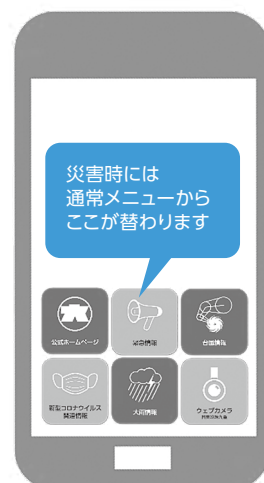 災害時には
通常メニューから
ここが替わります
公式ホームページ
緊急情報
台風情報
新型コロナウイルス
関連情報
大雨情報
ウェブカメラ